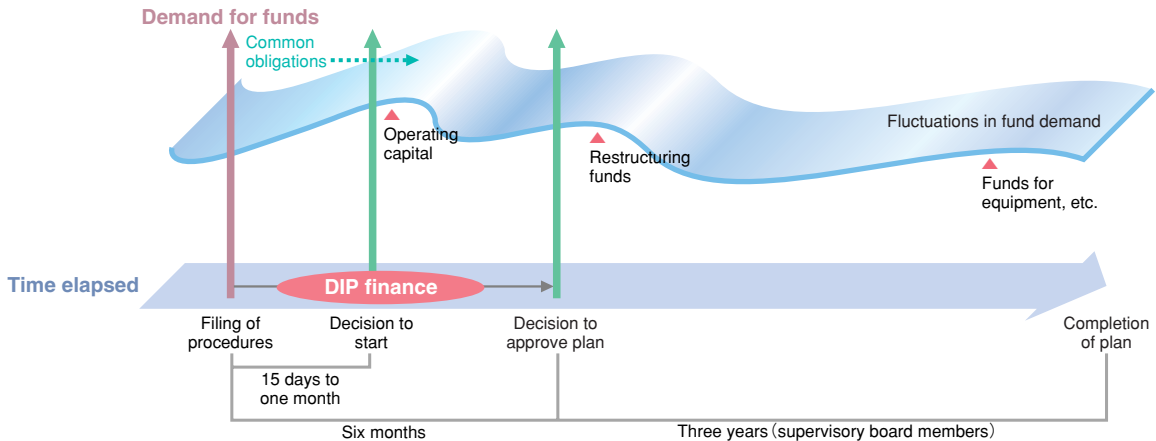 Demand for funds
Common
obligations
Operating
capital
Restructuring
funds
Fluctuations in fund demand
Funds for
equipment, etc.
Time elapsed
DIP finance
Filing of
procedures
Decision to
start
Decision to
approve plan
Completion
of plan
15 days to
one month
Six months
Three years (supervisory board members)